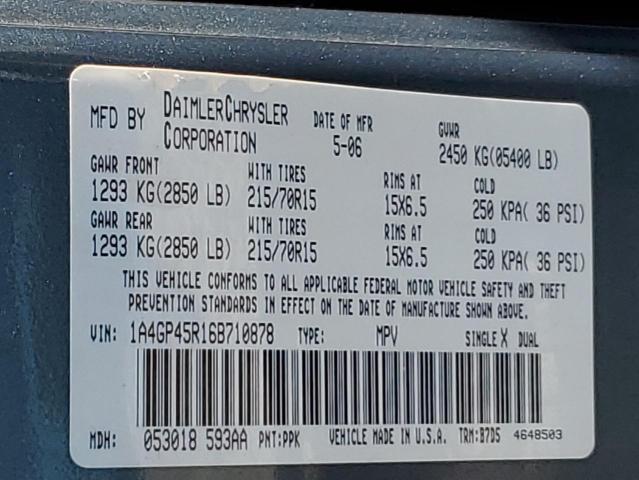 MFD BY DAIMLERCHRYSLER CORPORATION DATE OF MFR 5-06 GVWR 2450 KG(05400 LB)
GAWR FRONT WITH TIRES RIMS AT COLD
1293 KG(2850 LB) 215/70R15 15X6.5 250 KPA( 36 PSI)
GAWR REAR WITH TIRES RIMS AT COLD
1293 KG(2850 LB) 215/70R15 15X6.5 250 KPA( 36 PSI)
THIS VEHICLE CONFORMS TO ALL APPLICABLE FEDERAL MOTOR VEHICLE SAFETY AND THEFT
PREVENTION STANDARDS IN EFFECT ON THE DATE OF MANUFACTURE SHOWN ABOVE.
VIN: 1A4GP45R16B710878 TYPE: MPV SINGLE X DUAL
MDH: 053018 593AA PNT:PPK VEHICLE MADE IN U.S.A. TRM:B7D5 4648503